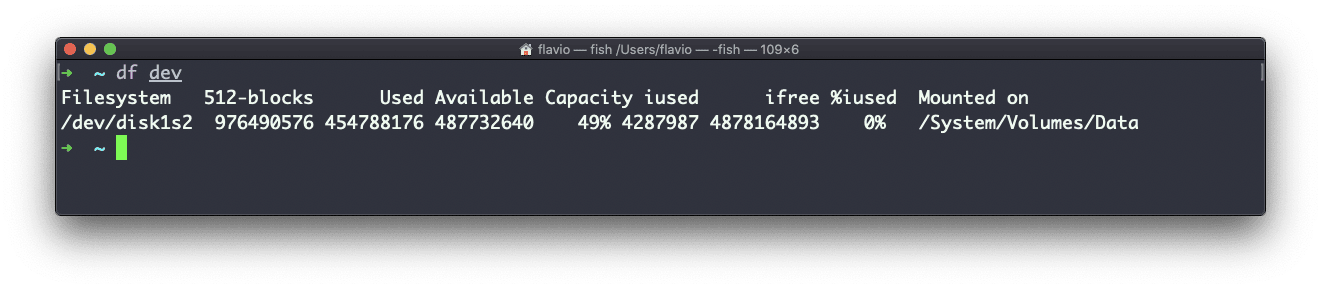 flavio — fish /Users/flavio — -fish — 109×6
➜  ~ df dev
Filesystem   512-blocks      Used Available Capacity iused      ifree %iused  Mounted on
/dev/disk1s2  976490576 454788176 487732640    49% 4287987 4878164893    0%   /System/Volumes/Data
➜  ~